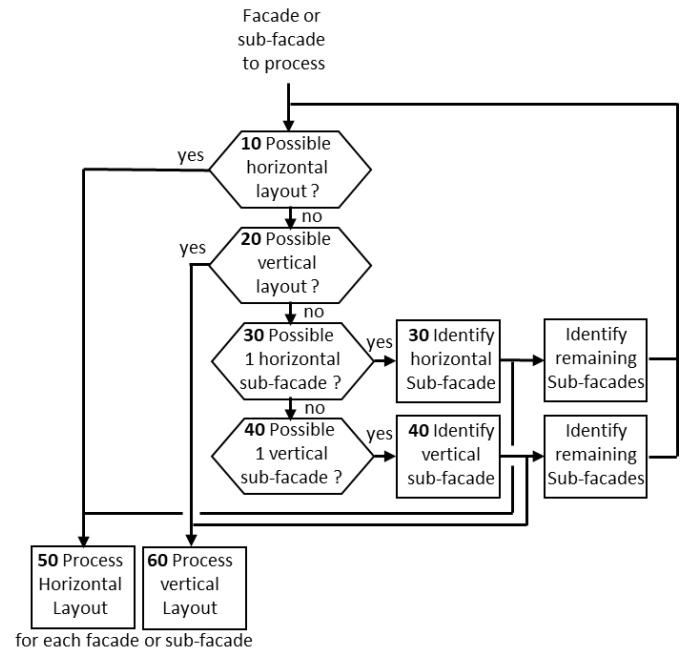 Facade or
sub-facade
to process
yes
10 Possible
horizontal
layout ?
no
yes
20 Possible
vertical
layout ?
no
30 Possible
1 horizontal
sub-facade ?
yes
30 Identify
horizontal
Sub-facade
Identify
remaining
Sub-facades
no
40 Possible
1 vertical
sub-facade ?
yes
40 Identify
vertical
sub-facade
Identify
remaining
Sub-facades
50 Process
Horizontal
Layout
60 Process
vertical
Layout
for each facade or sub-facade